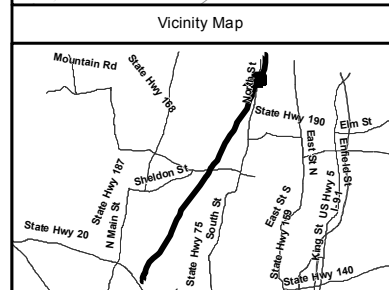 Vicinity Map
Mountain Rd
State Hwy 168
North St
State Hwy 190
Elm St
East St N
Enfield St
State Hwy 187
Sheldon St
US Hwy 5
I-91
East St S
State Hwy 20
N Main St
State Hwy 75
South St
State Hwy 159
King St
State Hwy 140